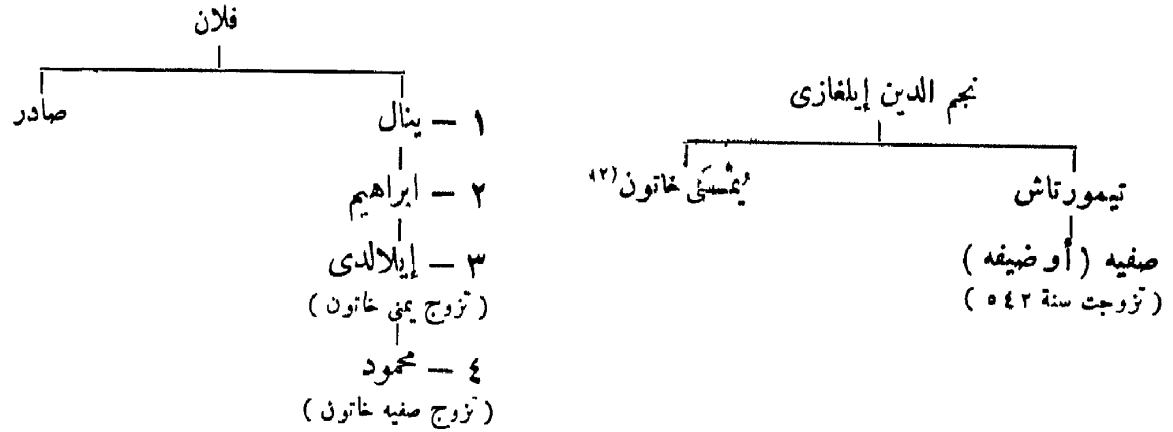 فلان
صادر
١ — ينال
٢ — ابراهيم
٣ — إيلالدى
( تزوج يمنى خاتون )
٤ — محمود
( تزوج صفيه خاتون )
نجم الدين إيلغازى
تيمورتاش
خاتون
صفيه ( أو ضيفه )
( تزوجت سنة ٥٤٢ )